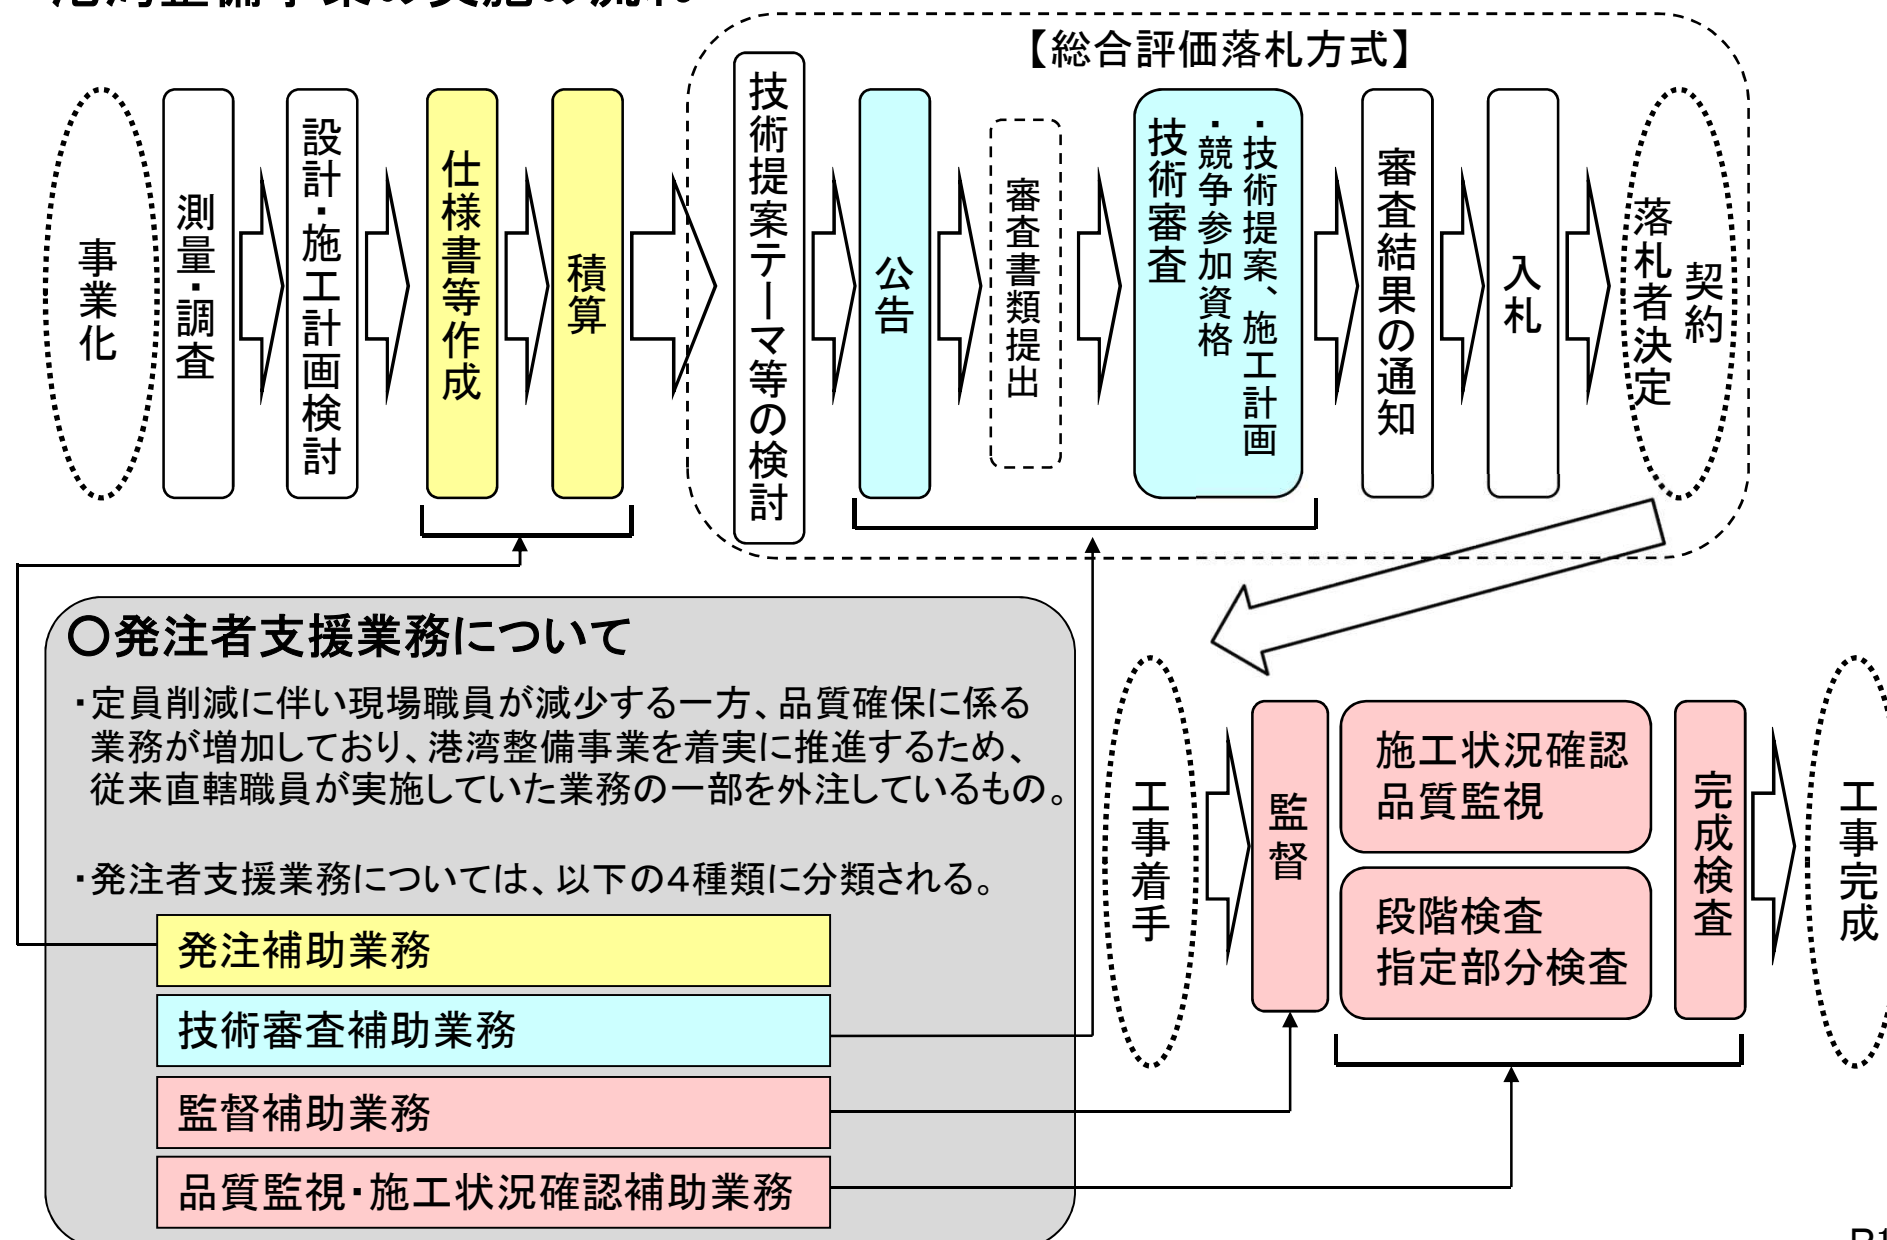 港湾整備事業の実施の流れ
【総合評価落札方式】
事業化
測量・調査
設計・施工計画検討
仕様書等作成
積算
技術提案テーマ等の検討
公告
審査書類提出
・技術提案、施工計画
・競争参加資格
技術審査
審査結果の通知
入札
契約
落札者決定
〇発注者支援業務について
・定員削減に伴い現場職員が減少する一方、品質確保に係る
業務が増加しており、港湾整備事業を着実に推進するため、
従来直轄職員が実施していた業務の一部を外注しているもの。
・発注者支援業務については、以下の4種類に分類される。
発注補助業務
技術審査補助業務
監督補助業務
品質監視・施工状況確認補助業務
工事着手
監督
施工状況確認
品質監視
段階検査
指定部分検査
完成検査
工事完成